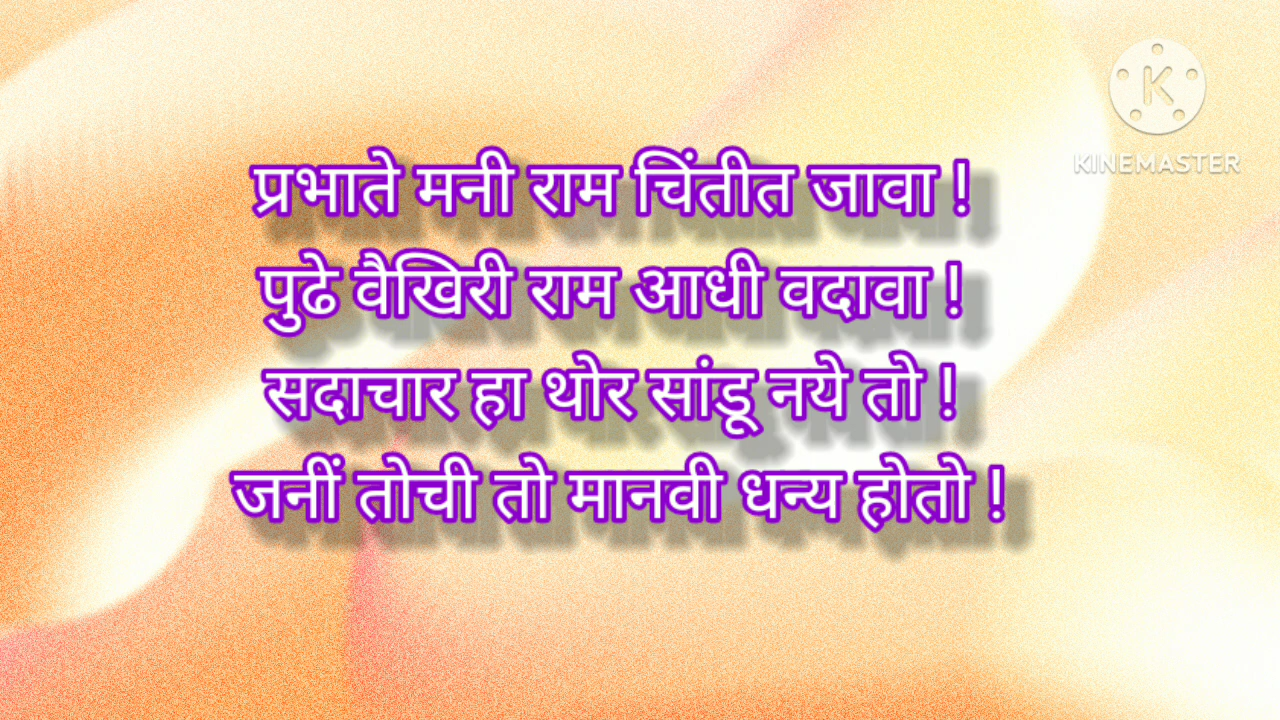 KINEMASTER
प्रभाते मनी राम चिंतीत जावा !
पुढे वैखिरी राम आधी वदावा !
सदाचार हा थोर सांडू नये तो !
जनीं तोची तो मानवी धन्य होतो !